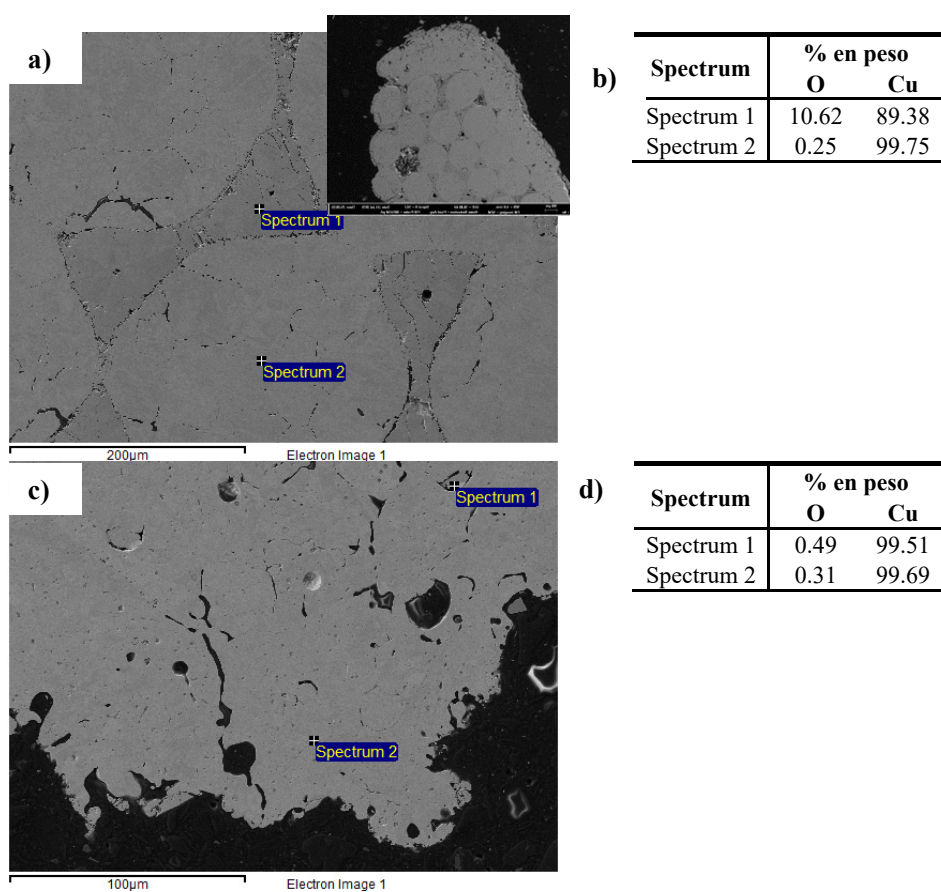 a)
Spectrum 1
Spectrum 2
200µm Electron Image 1
b)
Spectrum % en peso
O Cu
Spectrum 1 10.62 89.38
Spectrum 2 0.25 99.75
c)
Spectrum 1
Spectrum 2
100µm Electron Image 1
d)
Spectrum % en peso
O Cu
Spectrum 1 0.49 99.51
Spectrum 2 0.31 99.69